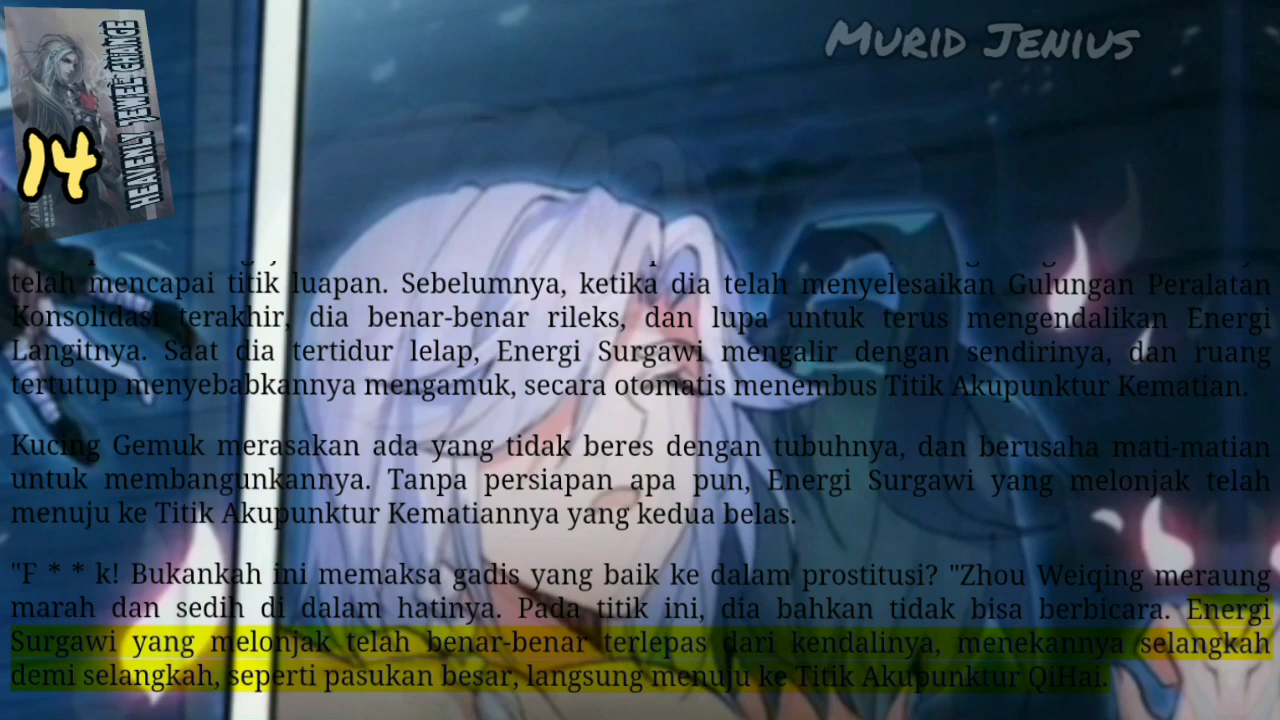 MURID JENIUS
HEAVENLY JEWEL CHANGE
14
telah mencapai titik luapan. Sebelumnya, ketika dia telah menyelesaikan Gulungan Peralatan
Konsolidasi terakhir, dia benar-benar rileks, dan lupa untuk terus mengendalikan Energi
Langitnya. Saat dia tertidur lelap, Energi Surgawi mengalir dengan sendirinya, dan ruang
tertutup menyebabkannya mengamuk, secara otomatis menembus Titik Akupunktur Kematian.
Kucing Gemuk merasakan ada yang tidak beres dengan tubuhnya, dan berusaha mati-matian
untuk membangunkannya. Tanpa persiapan apa pun, Energi Surgawi yang melonjak telah
menuju ke Titik Akupunktur Kematiannya yang kedua belas.
"F * * k! Bukankah ini memaksa gadis yang baik ke dalam prostitusi? "Zhou Weiqing meraung
marah dan sedih di dalam hatinya. Pada titik ini, dia bahkan tidak bisa berbicara. Energi
Surgawi yang melonjak telah benar-benar terlepas dari kendalinya, menekannya selangkah
demi selangkah, seperti pasukan besar, langsung menuju ke Titik Akupunktur QiHai.